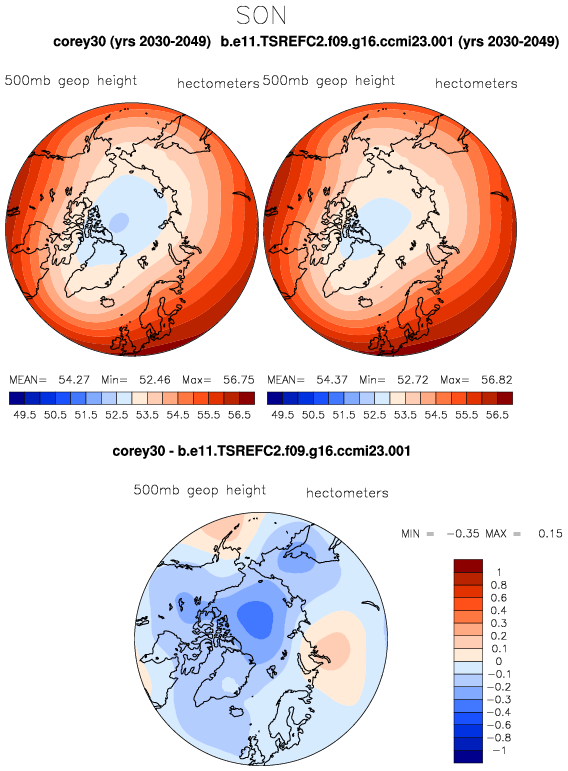 SON
corey30 (yrs 2030-2049) b.e11.TSREFC2.f09.g16.ccmi23.001 (yrs 2030-2049)
500mb geop height hectometers 500mb geop height hectometers
MEAN= 54.27 Min= 52.46 Max= 56.75 MEAN= 54.37 Min= 52.72 Max= 56.82
49.5 50.5 51.5 52.5 53.5 54.5 55.5 56.5 49.5 50.5 51.5 52.5 53.5 54.5 55.5 56.5
corey30 - b.e11.TSREFC2.f09.g16.ccmi23.001
500mb geop height hectometers
MIN = -0.35 MAX = 0.15
1
0.8
0.6
0.4
0.3
0.2
0.1
0
-0.1
-0.2
-0.3
-0.4
-0.6
-0.8
-1